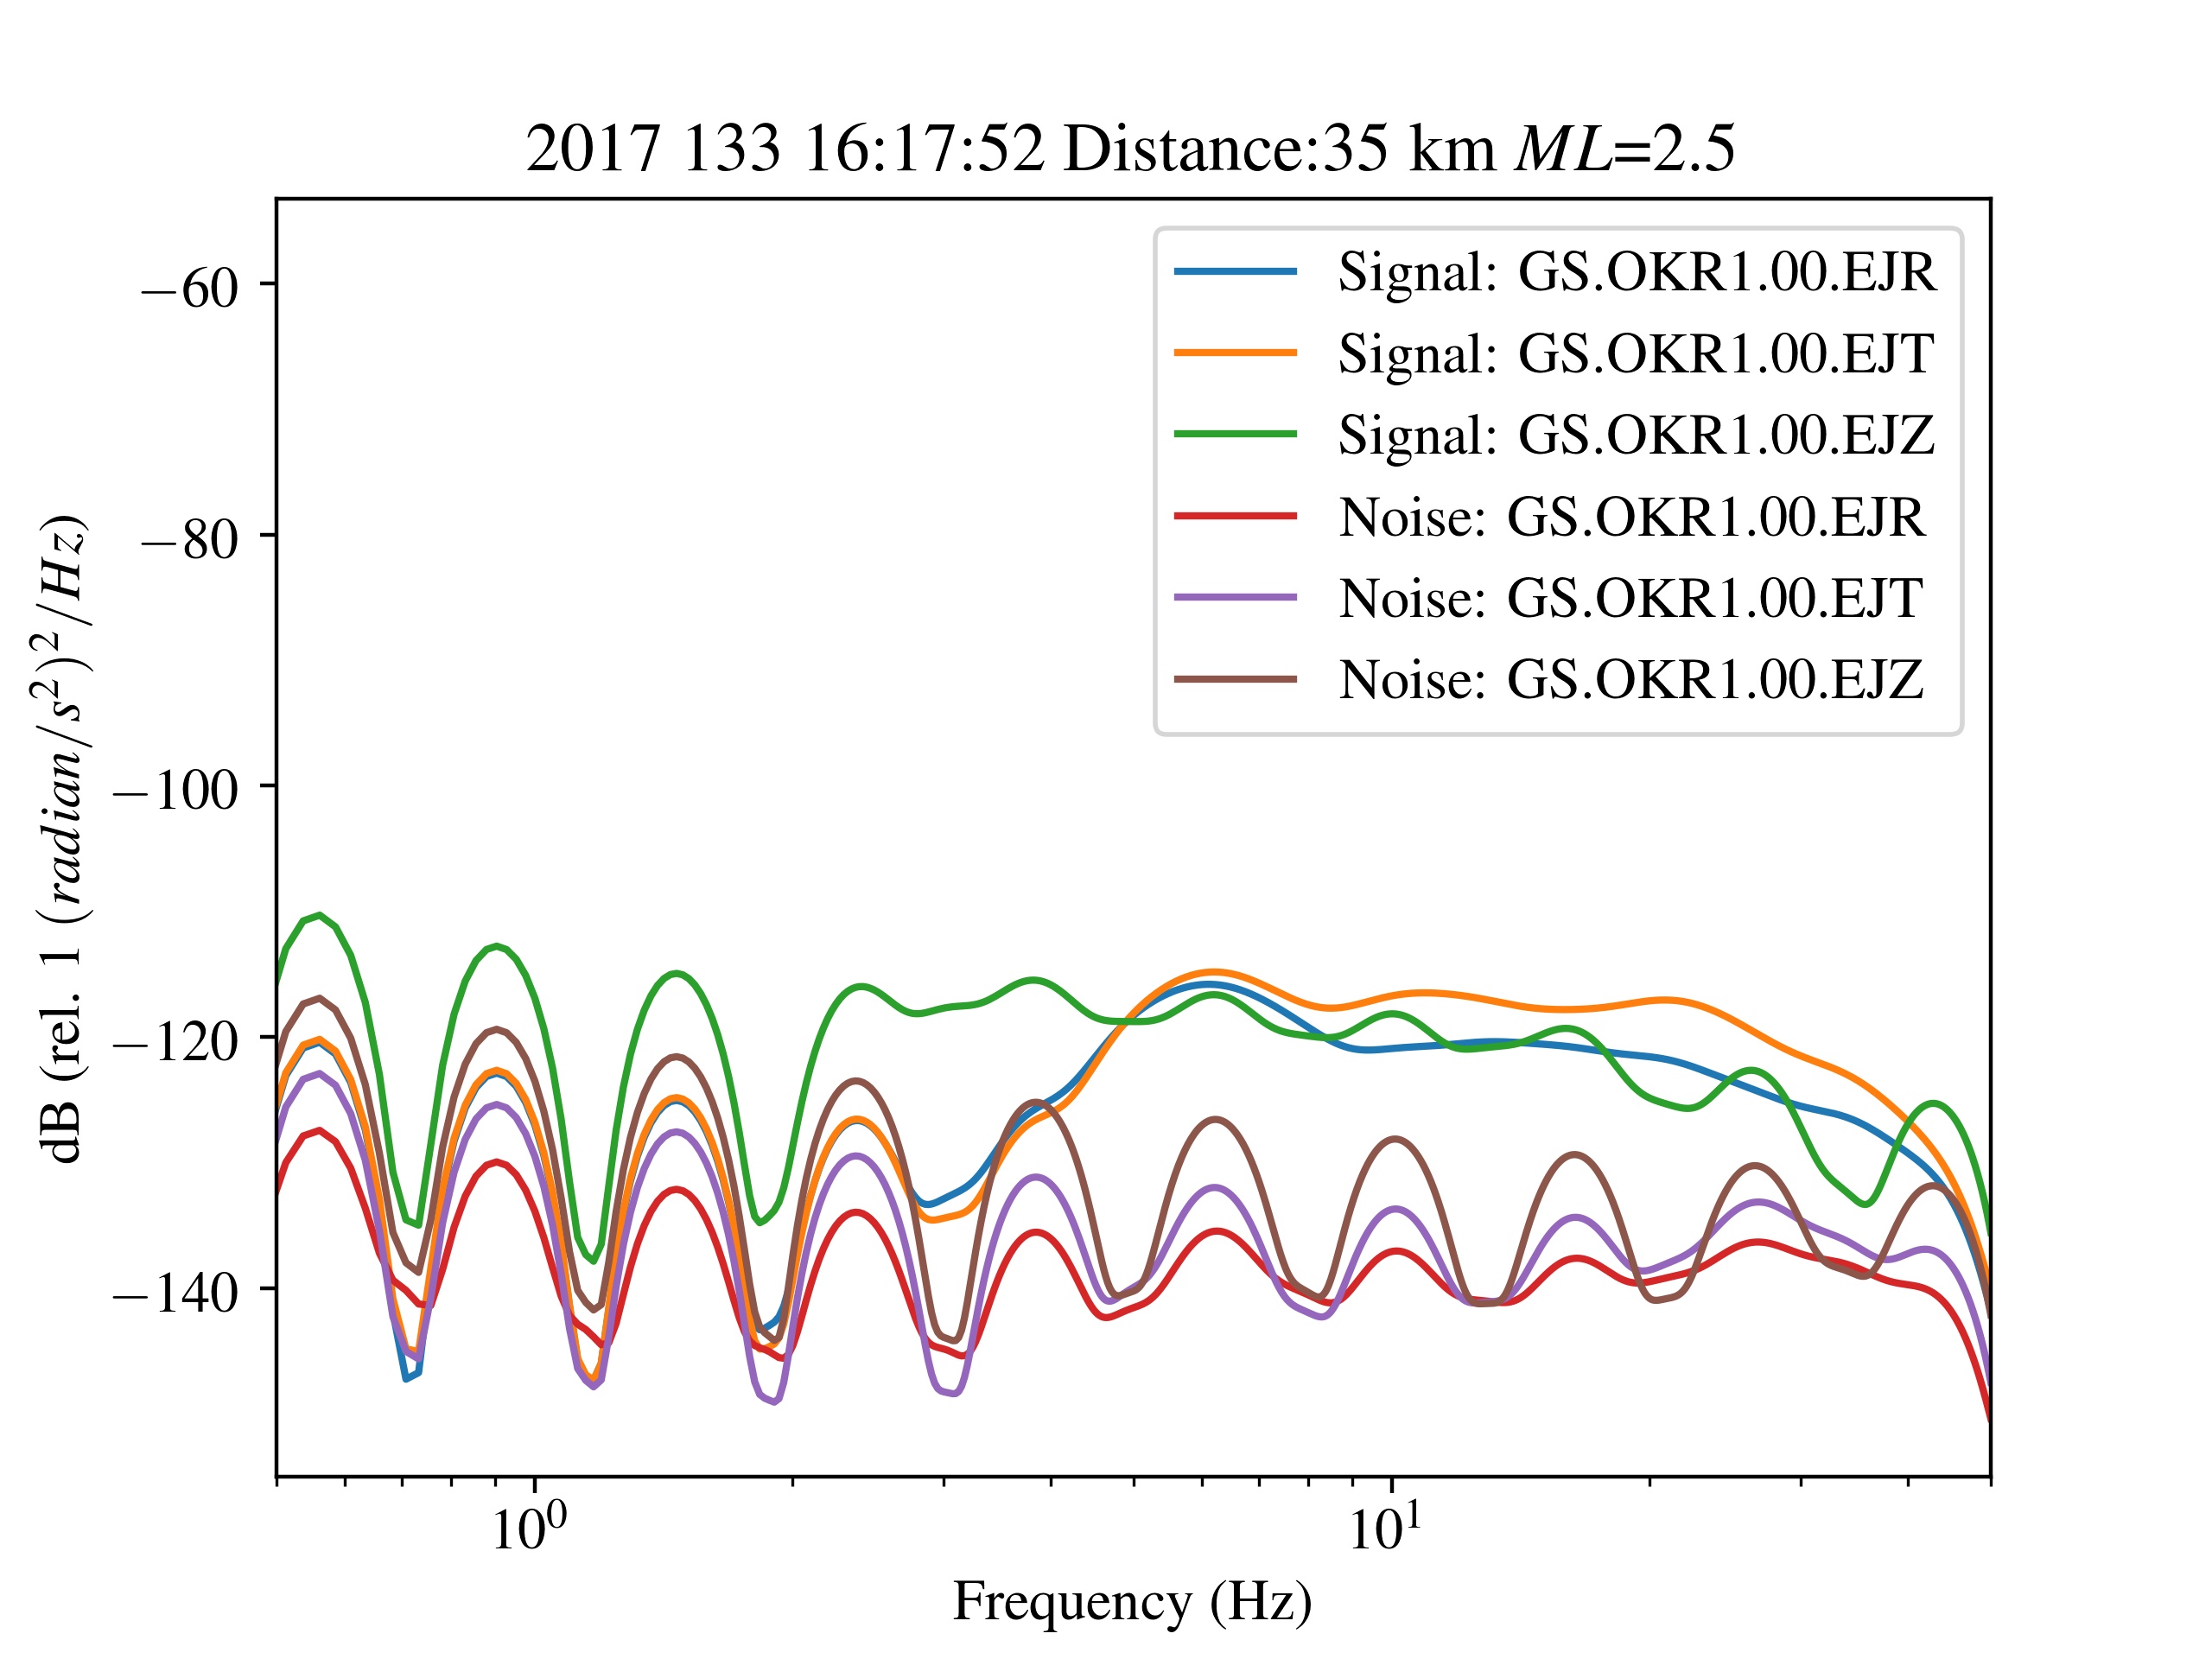 2017 133 16:17:52 Distance:35 km ML=2.5
Signal: GS.OKR1.00.EJR
Signal: GS.OKR1.00.EJT
Signal: GS.OKR1.00.EJZ
Noise: GS.OKR1.00.EJR
Noise: GS.OKR1.00.EJT
Noise: GS.OKR1.00.EJZ
dB (rel. 1 (radian/s²)²/Hz)
−60
−80
−100
−120
−140
10⁰
10¹
Frequency (Hz)